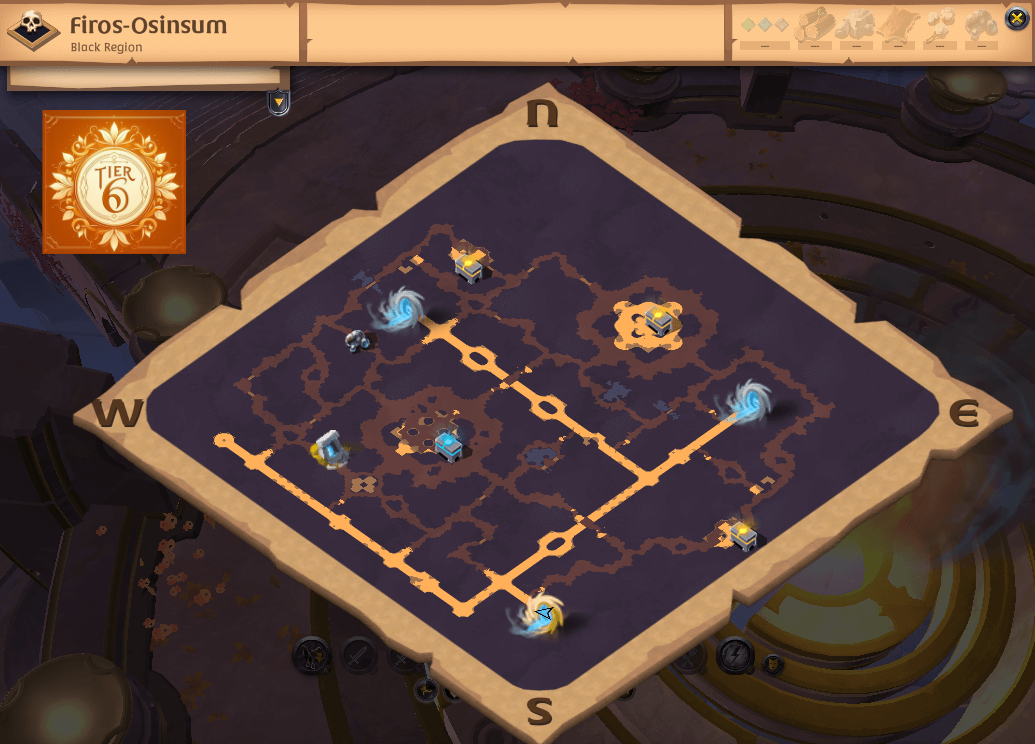 Firos-Osinsum
Black Region
--- --- --- --- --- ---
TIER
6
N
W
E
S